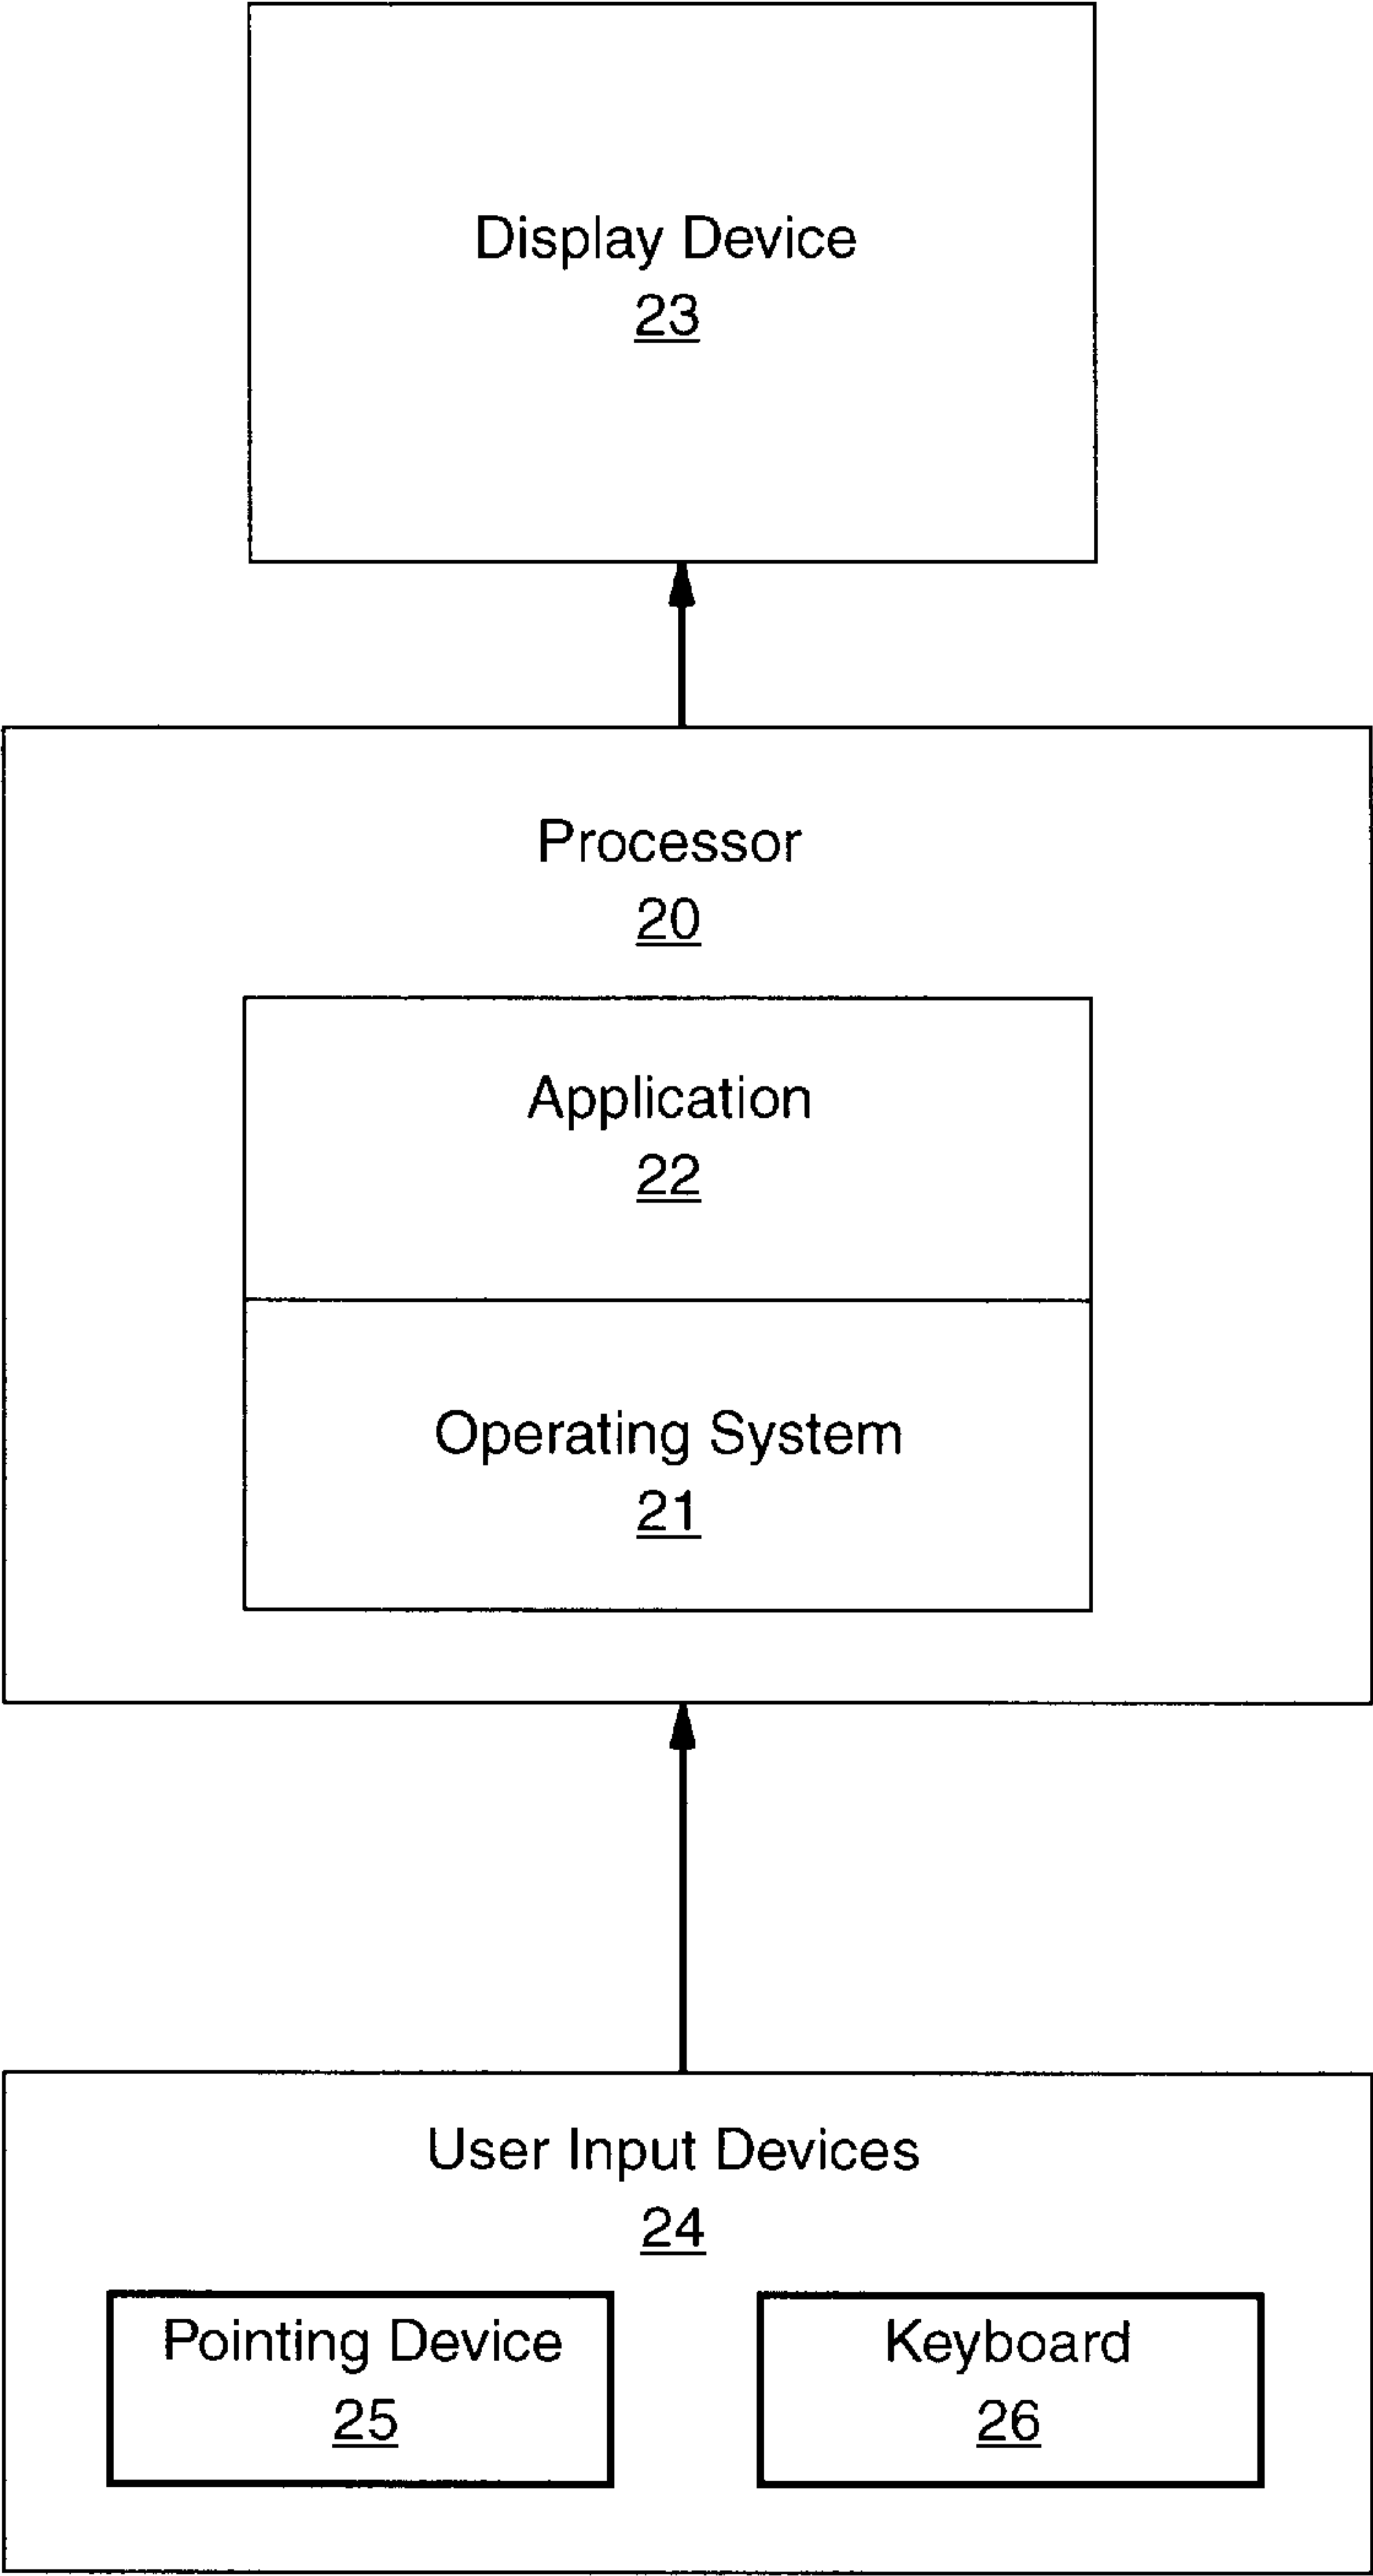 Display Device
23
Processor
20
Application
22
Operating System
21
User Input Devices
24
Pointing Device
25
Keyboard
26